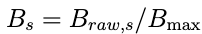 B_s = B_{raw,s}/B_{max}